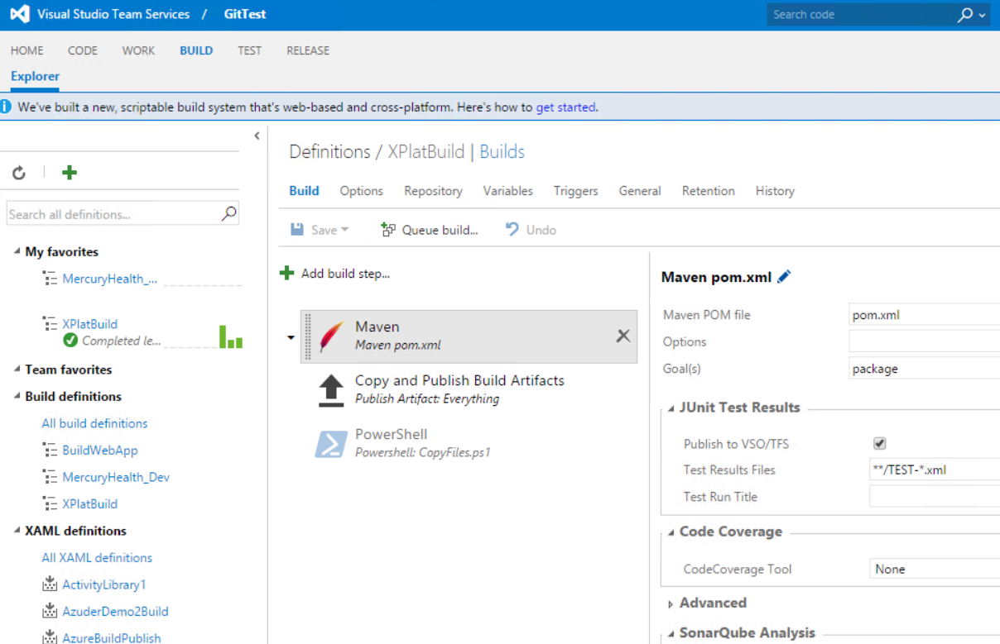 Visual Studio Team Services / GitTest
Search code
HOME CODE WORK BUILD TEST RELEASE
Explorer
We've built a new, scriptable build system that's web-based and cross-platform. Here's how to get started.
Search all definitions...
My favorites
MercuryHealth_...
XPlatBuild
Completed le...
Team favorites
Build definitions
All build definitions
BuildWebApp
MercuryHealth_Dev
XPlatBuild
XAML definitions
All XAML definitions
ActivityLibrary1
AzuderDemo2Build
AzureBuildPublish
Definitions / XPlatBuild | Builds
Build Options Repository Variables Triggers General Retention History
Save Queue build... Undo
Add build step...
Maven
Maven pom.xml
Copy and Publish Build Artifacts
Publish Artifact: Everything
PowerShell
Powershell: CopyFiles.ps1
Maven pom.xml
Maven POM file pom.xml
Options
Goal(s) package
JUnit Test Results
Publish to VSO/TFS
Test Results Files **/TEST-*.xml
Test Run Title
Code Coverage
CodeCoverage Tool None
Advanced
SonarQube Analysis